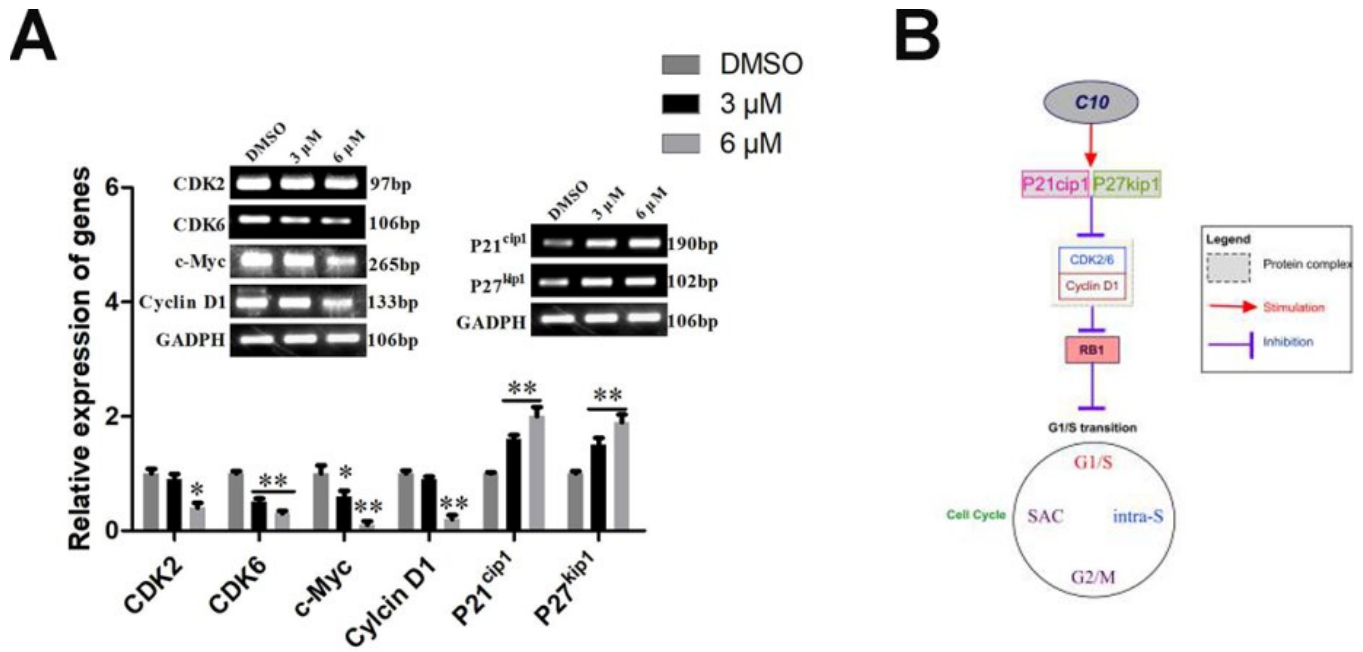 A
DMSO
3 µM
6 µM
Relative expression of genes
6
4
2
0
DMSO 3 µM 6 µM
CDK2 97bp
CDK6 106bp
c-Myc 265bp
Cyclin D1 133bp
GADPH 106bp
DMSO 3 µM 6 µM
P21cip1 190bp
P27kip1 102bp
GADPH 106bp
*
**
*
**
**
**
**
CDK2
CDK6
c-Myc
Cylcin D1
P21cip1
P27kip1
B
C10
P21cip1 P27kip1
CDK2/6
Cyclin D1
RB1
G1/S transition
G1/S
Cell Cycle
SAC intra-S
G2/M
Legend
Protein complex
Stimulation
Inhibition